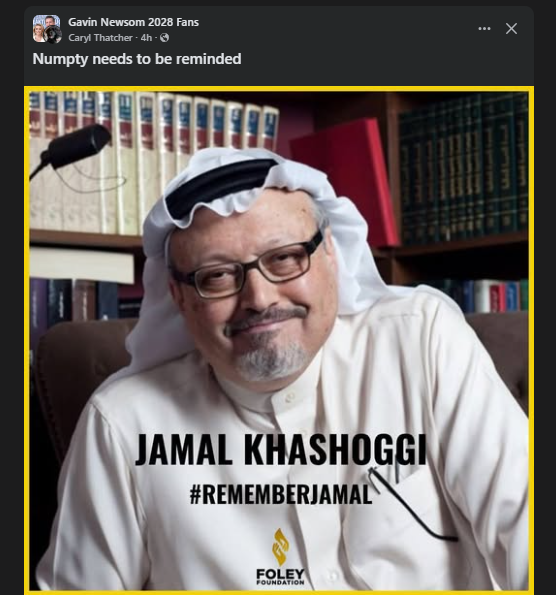 Gavin Newsom 2028 Fans
Caryl Thatcher · 4h ·
Numpty needs to be reminded
JAMAL KHASHOGGI
#REMEMBERJAMAL
FOLEY
FOUNDATION